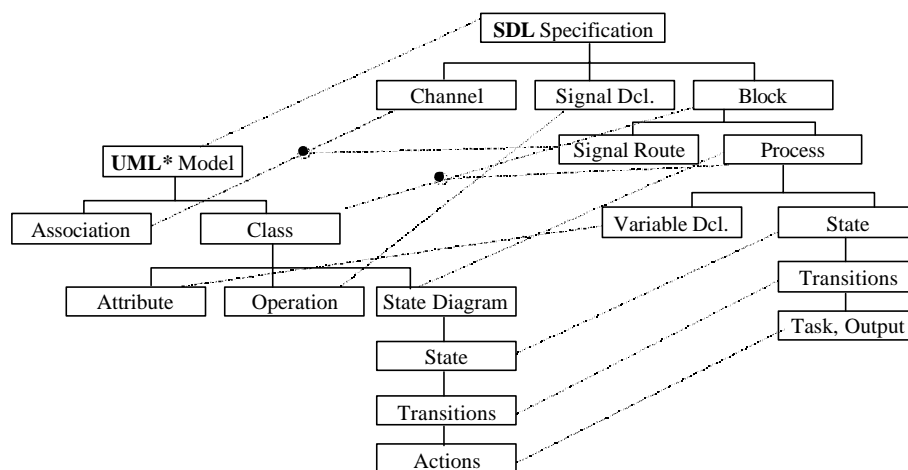 SDL Specification
Channel
Signal Dcl.
Block
UML* Model
Signal Route
Process
Association
Class
Variable Dcl.
State
Attribute
Operation
State Diagram
Transitions
State
Task, Output
Transitions
Actions